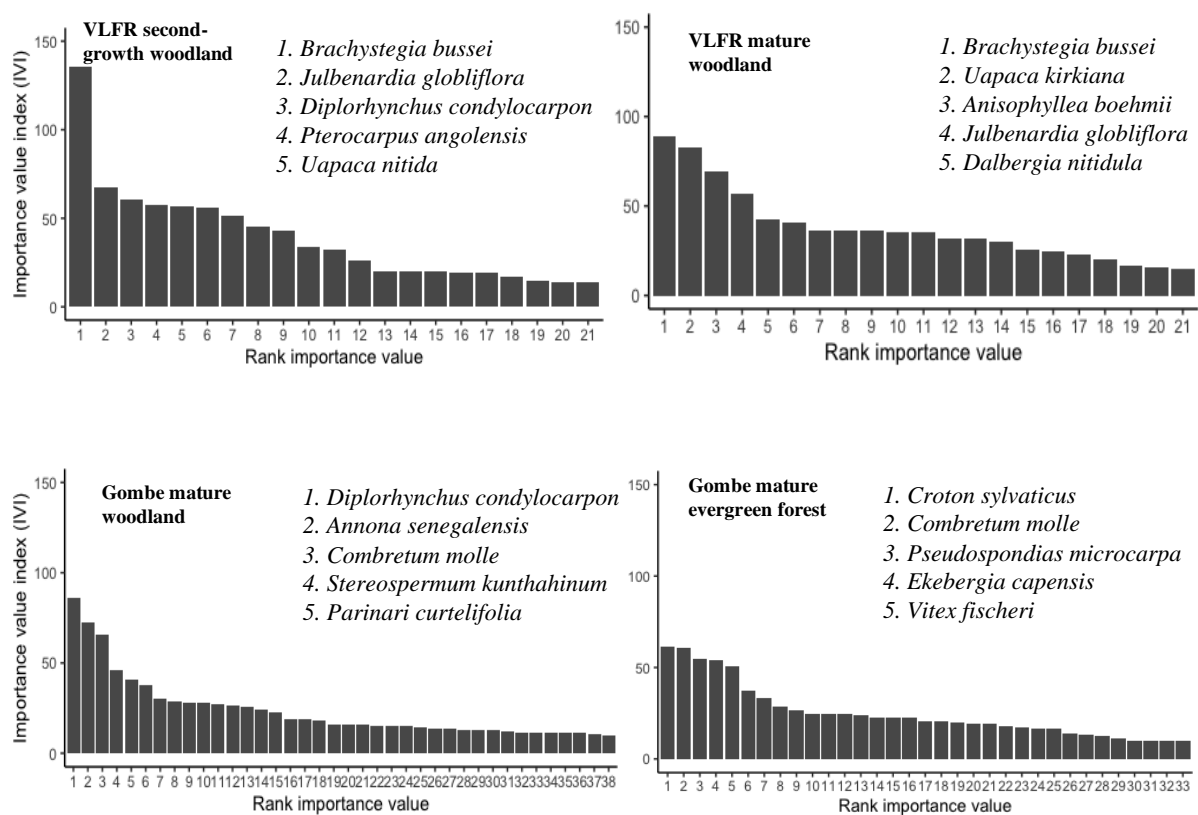 VLFR second-
growth woodland
1. Brachystegia bussei
2. Julbenardia globliflora
3. Diplorhynchus condylocarpon
4. Pterocarpus angolensis
5. Uapaca nitida
Importance value index (IVI)
150
100
50
0
1 2 3 4 5 6 7 8 9 10 11 12 13 14 15 16 17 18 19 20 21
Rank importance value
VLFR mature
woodland
1. Brachystegia bussei
2. Uapaca kirkiana
3. Anisophyllea boehmii
4. Julbenardia globliflora
5. Dalbergia nitidula
150
100
50
0
1 2 3 4 5 6 7 8 9 10 11 12 13 14 15 16 17 18 19 20 21
Rank importance value
Gombe mature
woodland
1. Diplorhynchus condylocarpon
2. Annona senegalensis
3. Combretum molle
4. Stereospermum kunthahinum
5. Parinari curtelifolia
Importance value index (IVI)
150
100
50
0
1 2 3 4 5 6 7 8 9 10 11 12 13 14 15 16 17 18 19 20 21 22 23 24 25 26 27 28 29 30 31 32 33 34 35 36 37 38
Rank importance value
Gombe mature
evergreen forest
1. Croton sylvaticus
2. Combretum molle
3. Pseudospondias microcarpa
4. Ekebergia capensis
5. Vitex fischeri
150
100
50
0
1 2 3 4 5 6 7 8 9 10 11 12 13 14 15 16 17 18 19 20 21 22 23 24 25 26 27 28 29 30 31 32 33
Rank importance value